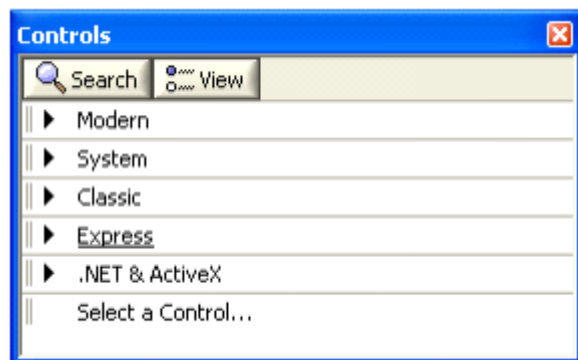 Controls
Search View
Modern
System
Classic
Express
.NET & ActiveX
Select a Control...